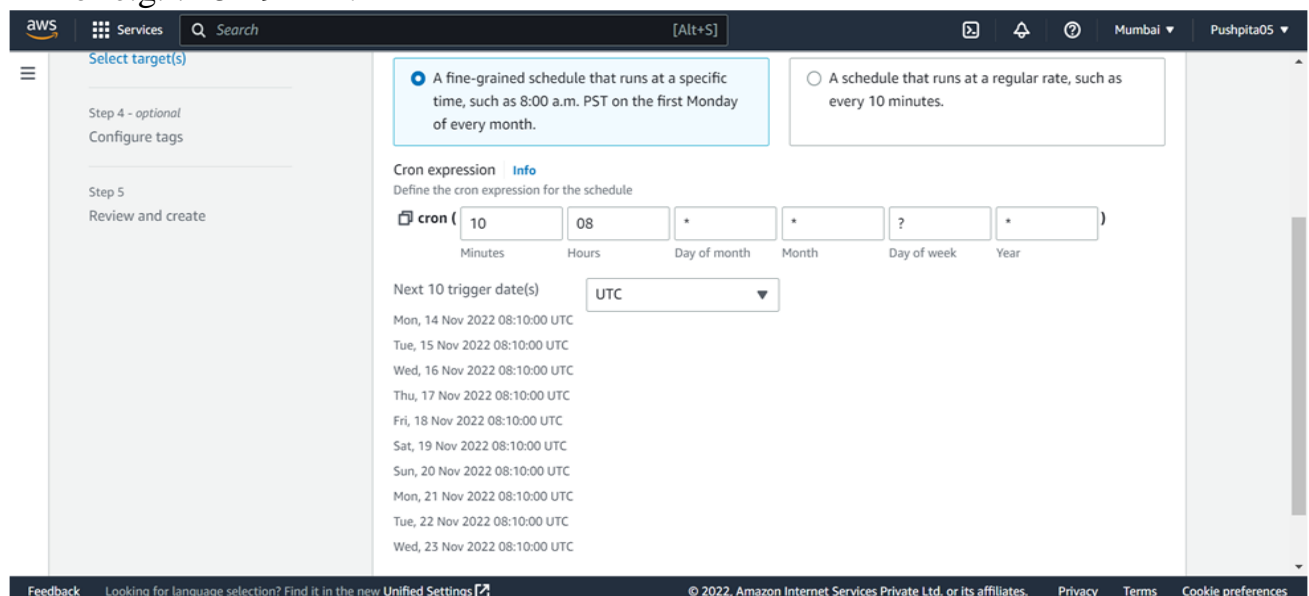 aws Services Search [Alt+S] Mumbai ▼ Pushpita05 ▼
Select target(s)
Step 4 - optional
Configure tags
Step 5
Review and create
A fine-grained schedule that runs at a specific
time, such as 8:00 a.m. PST on the first Monday
of every month.
A schedule that runs at a regular rate, such as
every 10 minutes.
Cron expression Info
Define the cron expression for the schedule
cron ( 10 08 * * ? * )
Minutes Hours Day of month Month Day of week Year
Next 10 trigger date(s) UTC ▼
Mon, 14 Nov 2022 08:10:00 UTC
Tue, 15 Nov 2022 08:10:00 UTC
Wed, 16 Nov 2022 08:10:00 UTC
Thu, 17 Nov 2022 08:10:00 UTC
Fri, 18 Nov 2022 08:10:00 UTC
Sat, 19 Nov 2022 08:10:00 UTC
Sun, 20 Nov 2022 08:10:00 UTC
Mon, 21 Nov 2022 08:10:00 UTC
Tue, 22 Nov 2022 08:10:00 UTC
Wed, 23 Nov 2022 08:10:00 UTC
Feedback Looking for language selection? Find it in the new Unified Settings © 2022, Amazon Internet Services Private Ltd. or its affiliates. Privacy Terms Cookie preferences